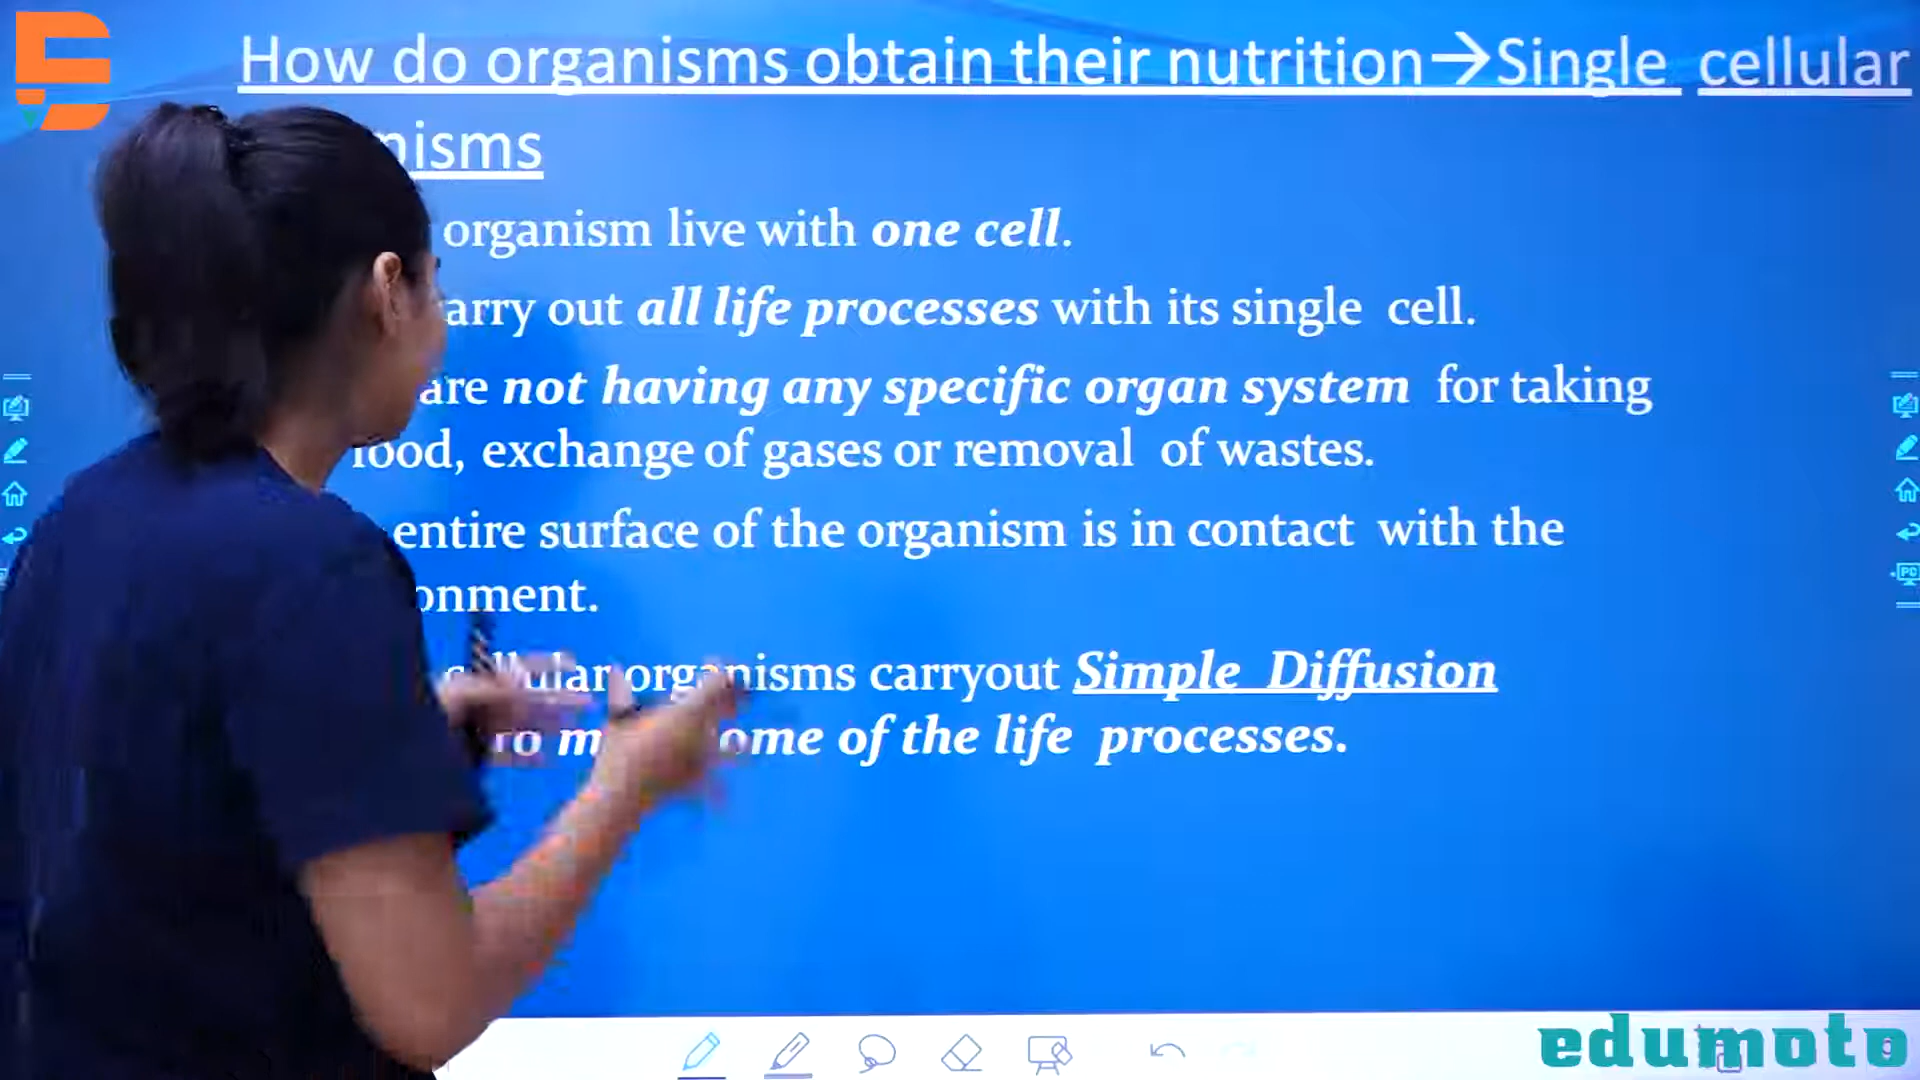 How do organisms obtain their nutrition→Single cellular
nisms
organism live with one cell.
arry out all life processes with its single cell.
are not having any specific organ system for taking
food, exchange of gases or removal of wastes.
entire surface of the organism is in contact with the
onment.
cellular organisms carryout Simple Diffusion
ome of the life processes.
PC
edumoto